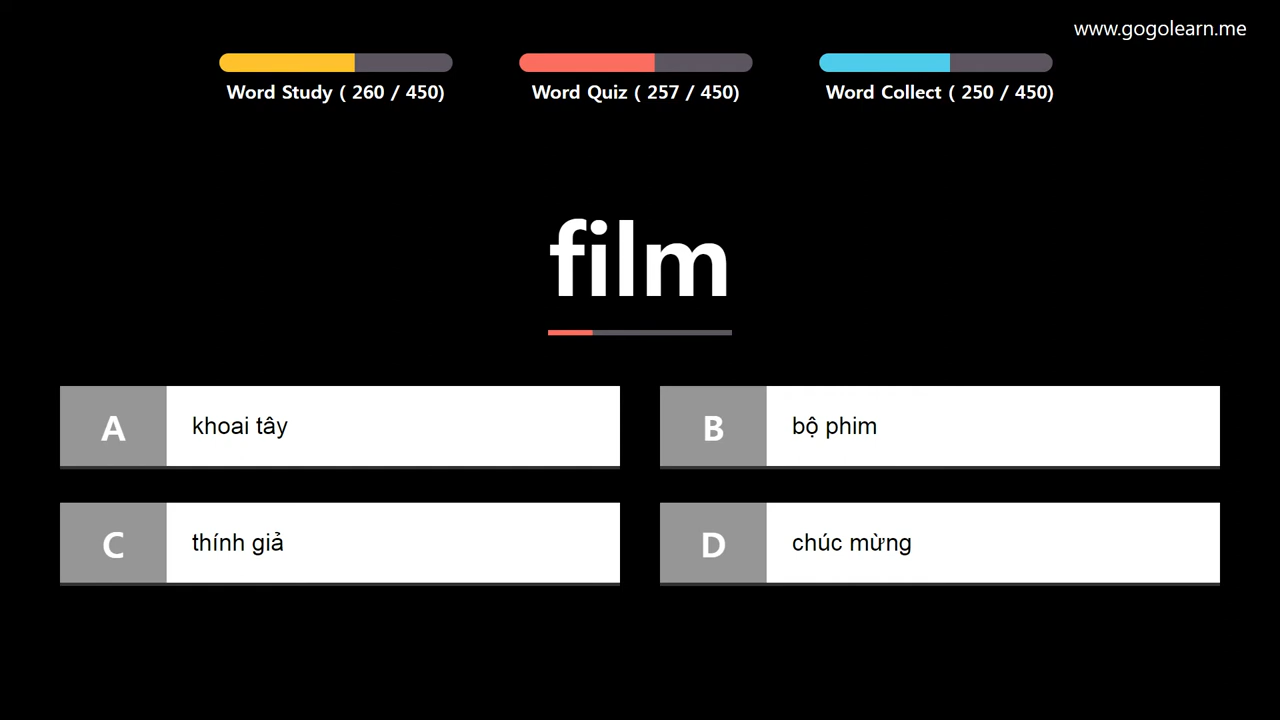 www.gogolearn.me
Word Study ( 260 / 450)
Word Quiz ( 257 / 450)
Word Collect ( 250 / 450)
film
A
khoai tây
B
bộ phim
C
thính giả
D
chúc mừng